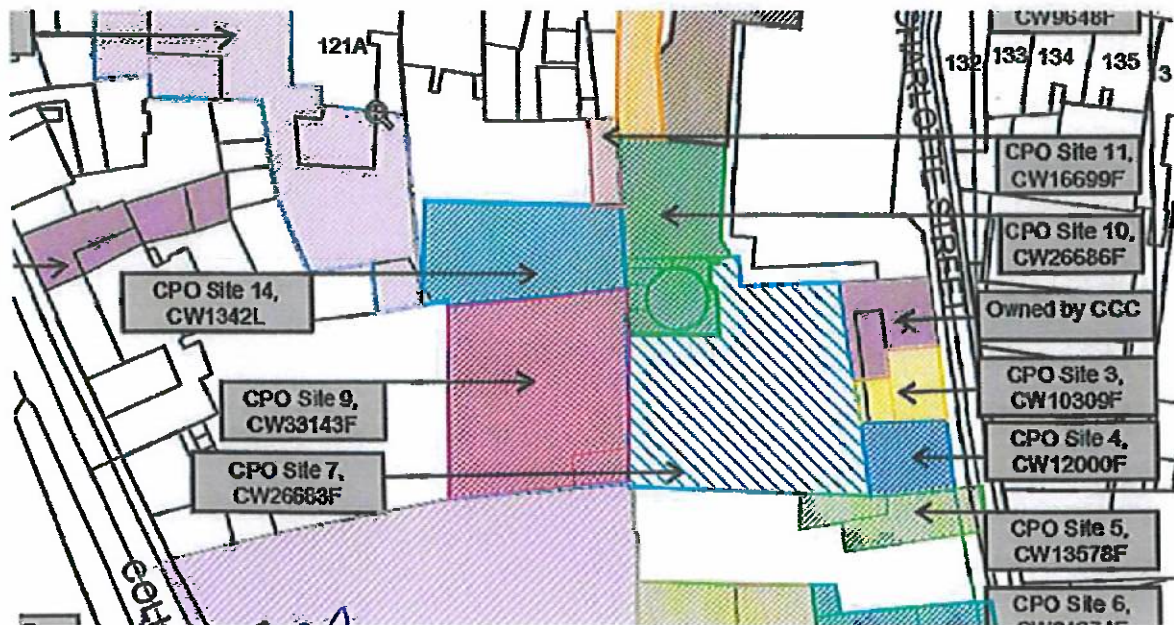 CW9648F
121A
132
133
134
135
CHARLOTTE STREET
CPO Site 11,
CW16699F
CPO Site 10,
CW26686F
CPO Site 14,
CW1342L
Owned by CCC
CPO Site 3,
CW10309F
CPO Site 9,
CW33143F
CPO Site 4,
CW12000F
CPO Site 7,
CW26683F
CPO Site 5,
CW13578F
CPO Site 6,